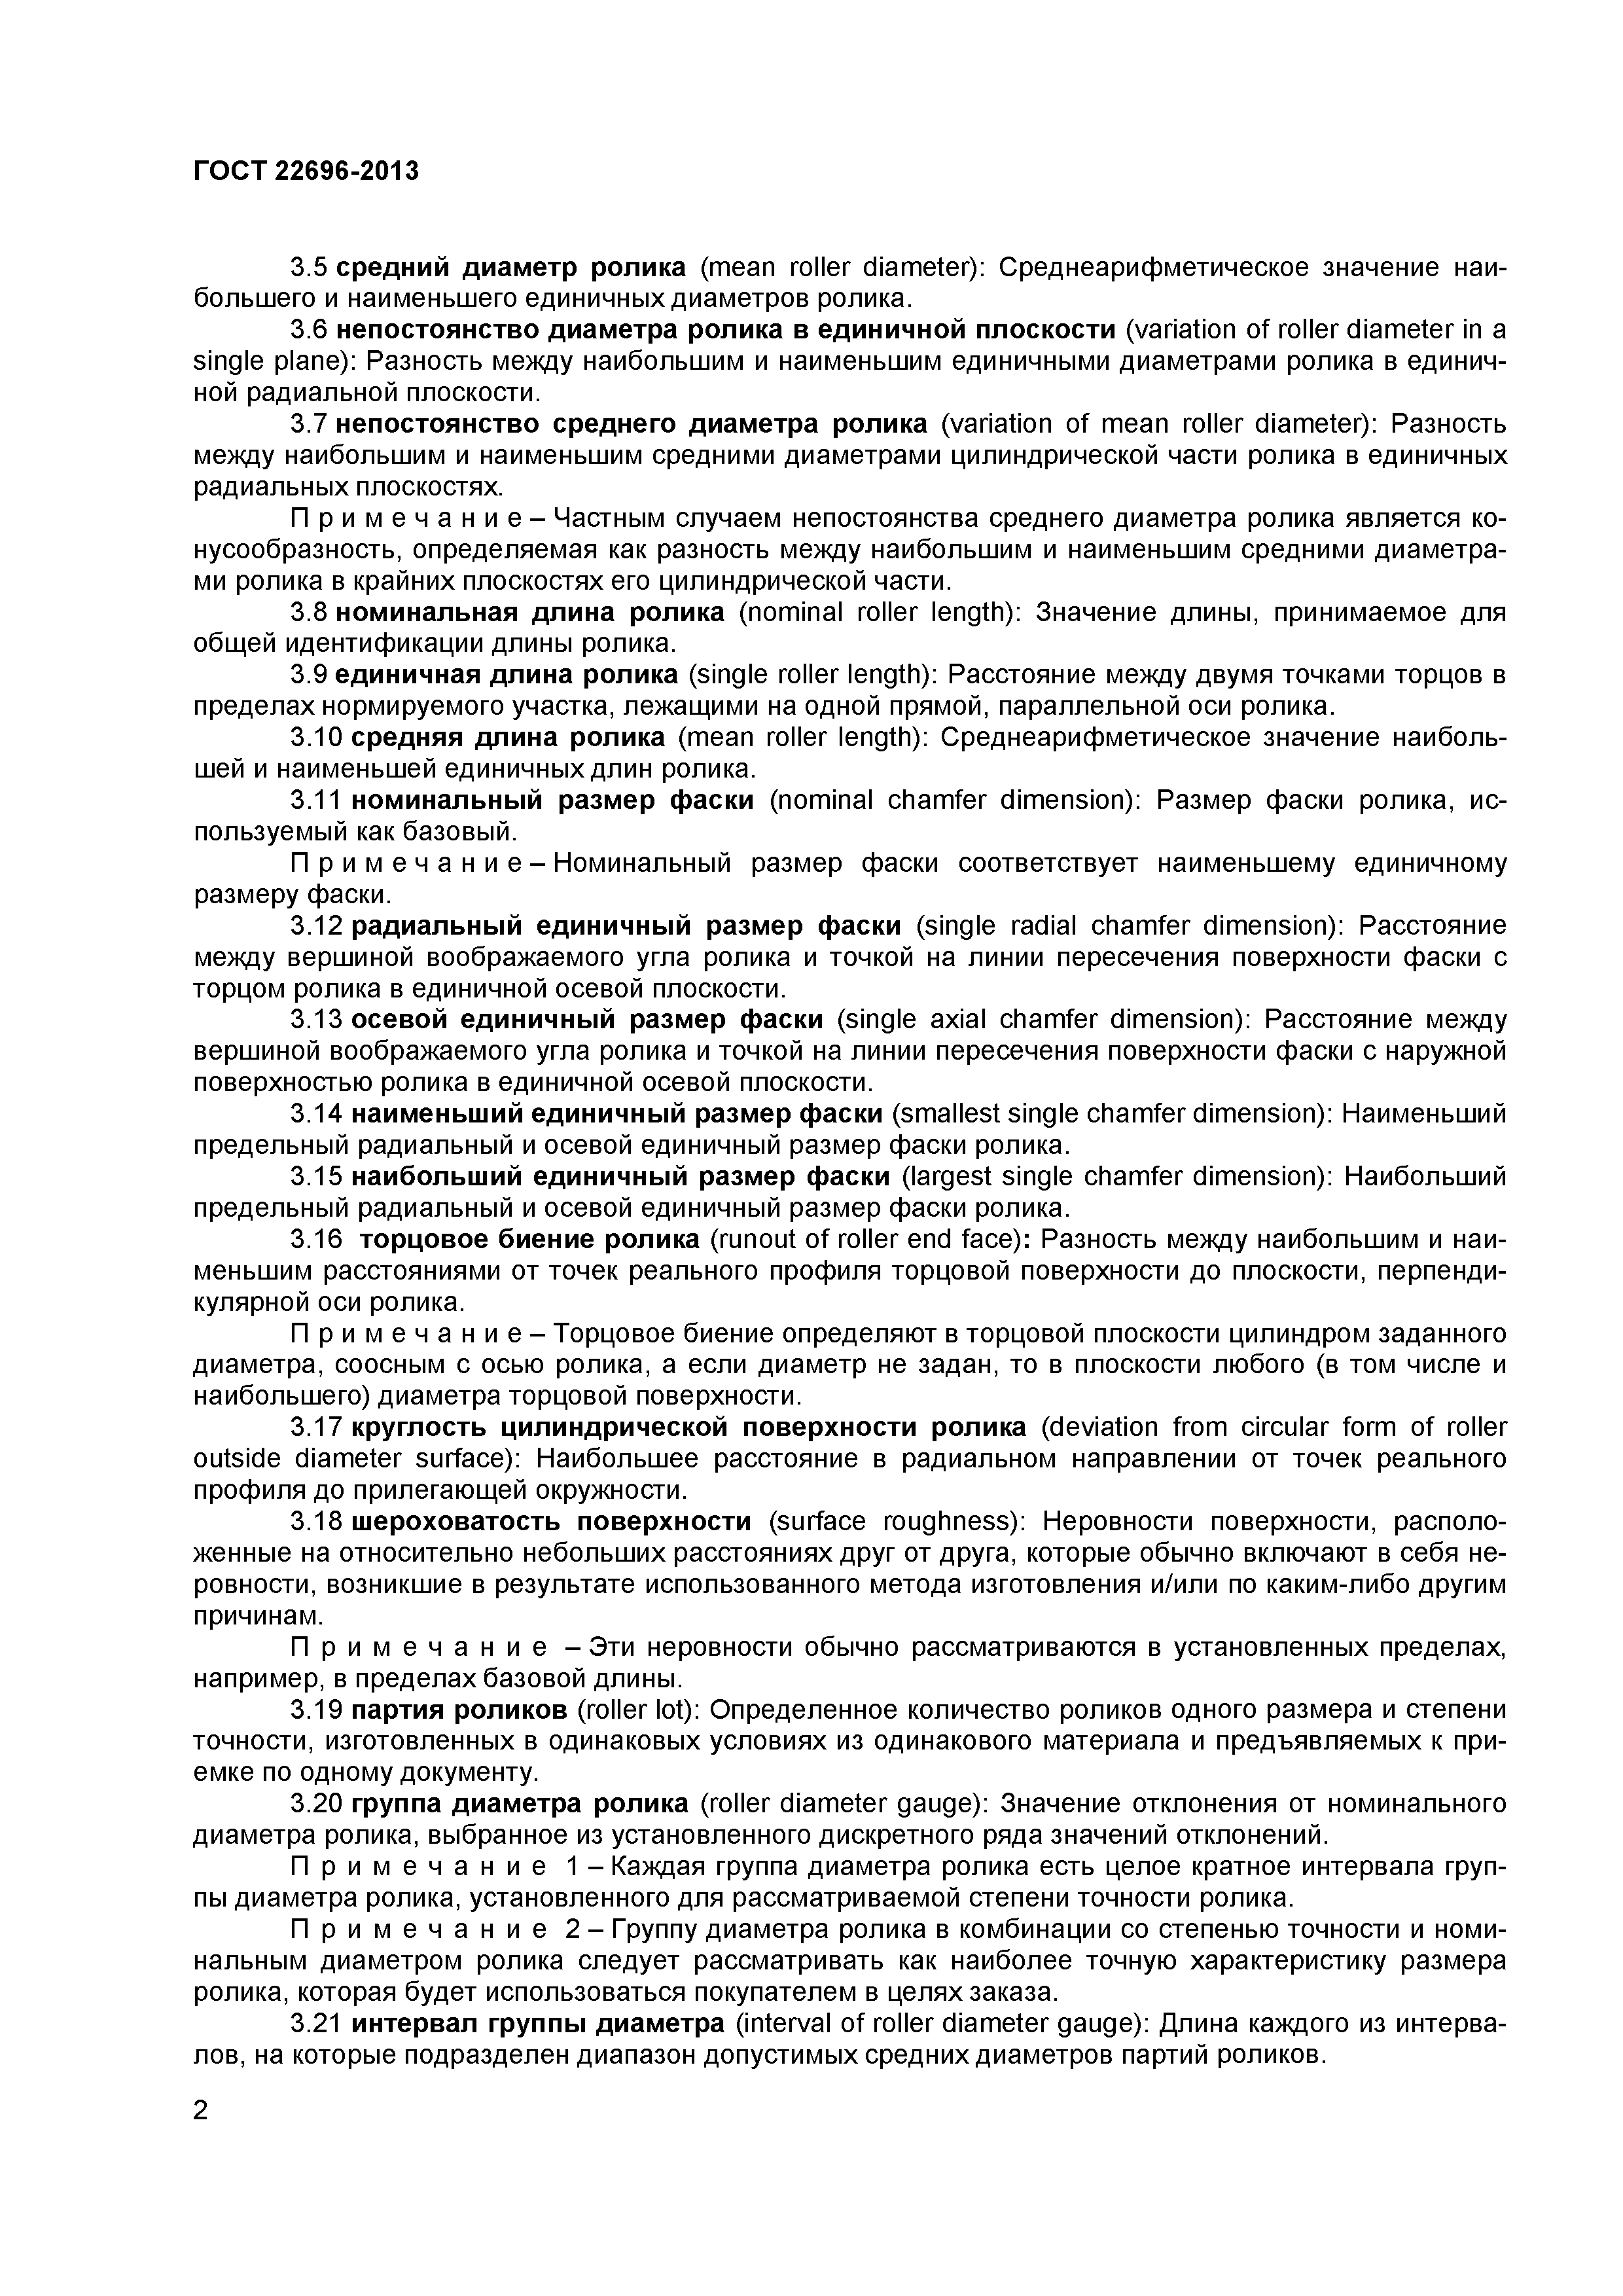 ГОСТ 22696-2013
3.5 средний диаметр ролика (mean roller diameter): Среднеарифметическое значение наи-
большего и наименьшего единичных диаметров ролика.
3.6 непостоянство диаметра ролика в единичной плоскости (variation of roller diameter in a
single plane): Разность между наибольшим и наименьшим единичными диаметрами ролика в единич-
ной радиальной плоскости.
3.7 непостоянство среднего диаметра ролика (variation of mean roller diameter): Разность
между наибольшим и наименьшим средними диаметрами цилиндрической части ролика в единичных
радиальных плоскостях.
П р и м е ч а н и е – Частным случаем непостоянства среднего диаметра ролика является ко-
нусообразность, определяемая как разность между наибольшим и наименьшим средними диаметра-
ми ролика в крайних плоскостях его цилиндрической части.
3.8 номинальная длина ролика (nominal roller length): Значение длины, принимаемое для
общей идентификации длины ролика.
3.9 единичная длина ролика (single roller length): Расстояние между двумя точками торцов в
пределах нормируемого участка, лежащими на одной прямой, параллельной оси ролика.
3.10 средняя длина ролика (mean roller length): Среднеарифметическое значение наиболь-
шей и наименьшей единичных длин ролика.
3.11 номинальный размер фаски (nominal chamfer dimension): Размер фаски ролика, ис-
пользуемый как базовый.
П р и м е ч а н и е – Номинальный размер фаски соответствует наименьшему единичному
размеру фаски.
3.12 радиальный единичный размер фаски (single radial chamfer dimension): Расстояние
между вершиной воображаемого угла ролика и точкой на линии пересечения поверхности фаски с
торцом ролика в единичной осевой плоскости.
3.13 осевой единичный размер фаски (single axial chamfer dimension): Расстояние между
вершиной воображаемого угла ролика и точкой на линии пересечения поверхности фаски с наружной
поверхностью ролика в единичной осевой плоскости.
3.14 наименьший единичный размер фаски (smallest single chamfer dimension): Наименьший
предельный радиальный и осевой единичный размер фаски ролика.
3.15 наибольший единичный размер фаски (largest single chamfer dimension): Наибольший
предельный радиальный и осевой единичный размер фаски ролика.
3.16 торцовое биение ролика (runout of roller end face): Разность между наибольшим и наи-
меньшим расстояниями от точек реального профиля торцовой поверхности до плоскости, перпенди-
кулярной оси ролика.
П р и м е ч а н и е – Торцовое биение определяют в торцовой плоскости цилиндром заданного
диаметра, соосным с осью ролика, а если диаметр не задан, то в плоскости любого (в том числе и
наибольшего) диаметра торцовой поверхности.
3.17 круглость цилиндрической поверхности ролика (deviation from circular form of roller
outside diameter surface): Наибольшее расстояние в радиальном направлении от точек реального
профиля до прилегающей окружности.
3.18 шероховатость поверхности (surface roughness): Неровности поверхности, располо-
женные на относительно небольших расстояниях друг от друга, которые обычно включают в себя не-
ровности, возникшие в результате использованного метода изготовления и/или по каким-либо другим
причинам.
П р и м е ч а н и е – Эти неровности обычно рассматриваются в установленных пределах,
например, в пределах базовой длины.
3.19 партия роликов (roller lot): Определенное количество роликов одного размера и степени
точности, изготовленных в одинаковых условиях из одинакового материала и предъявляемых к при-
емке по одному документу.
3.20 группа диаметра ролика (roller diameter gauge): Значение отклонения от номинального
диаметра ролика, выбранное из установленного дискретного ряда значений отклонений.
П р и м е ч а н и е 1 – Каждая группа диаметра ролика есть целое кратное интервала груп-
пы диаметра ролика, установленного для рассматриваемой степени точности ролика.
П р и м е ч а н и е 2 – Группу диаметра ролика в комбинации со степенью точности и номи-
нальным диаметром ролика следует рассматривать как наиболее точную характеристику размера
ролика, которая будет использоваться покупателем в целях заказа.
3.21 интервал группы диаметра (interval of roller diameter gauge): Длина каждого из интерва-
лов, на которые подразделен диапазон допустимых средних диаметров партий роликов.
2